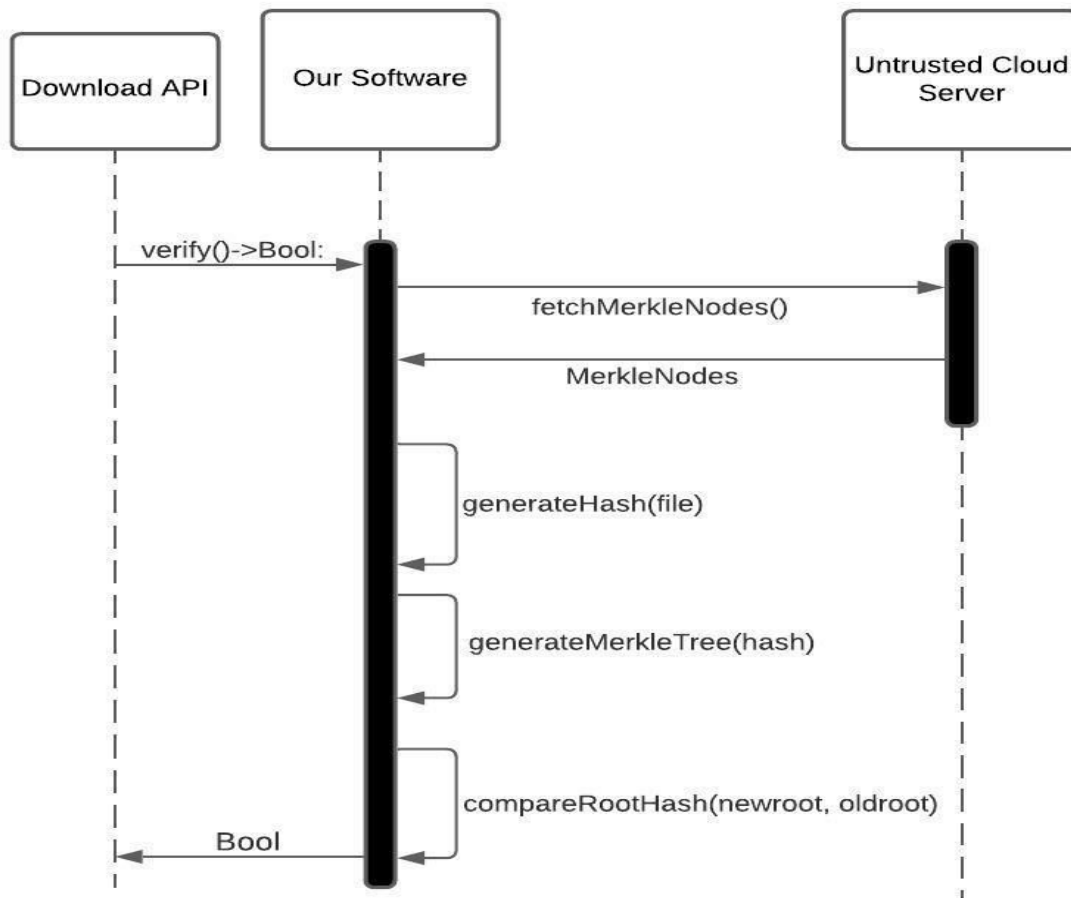 Download API
Our Software
Untrusted Cloud
Server
verify()->Bool:
fetchMerkleNodes()
MerkleNodes
generateHash(file)
generateMerkleTree(hash)
compareRootHash(newroot, oldroot)
Bool